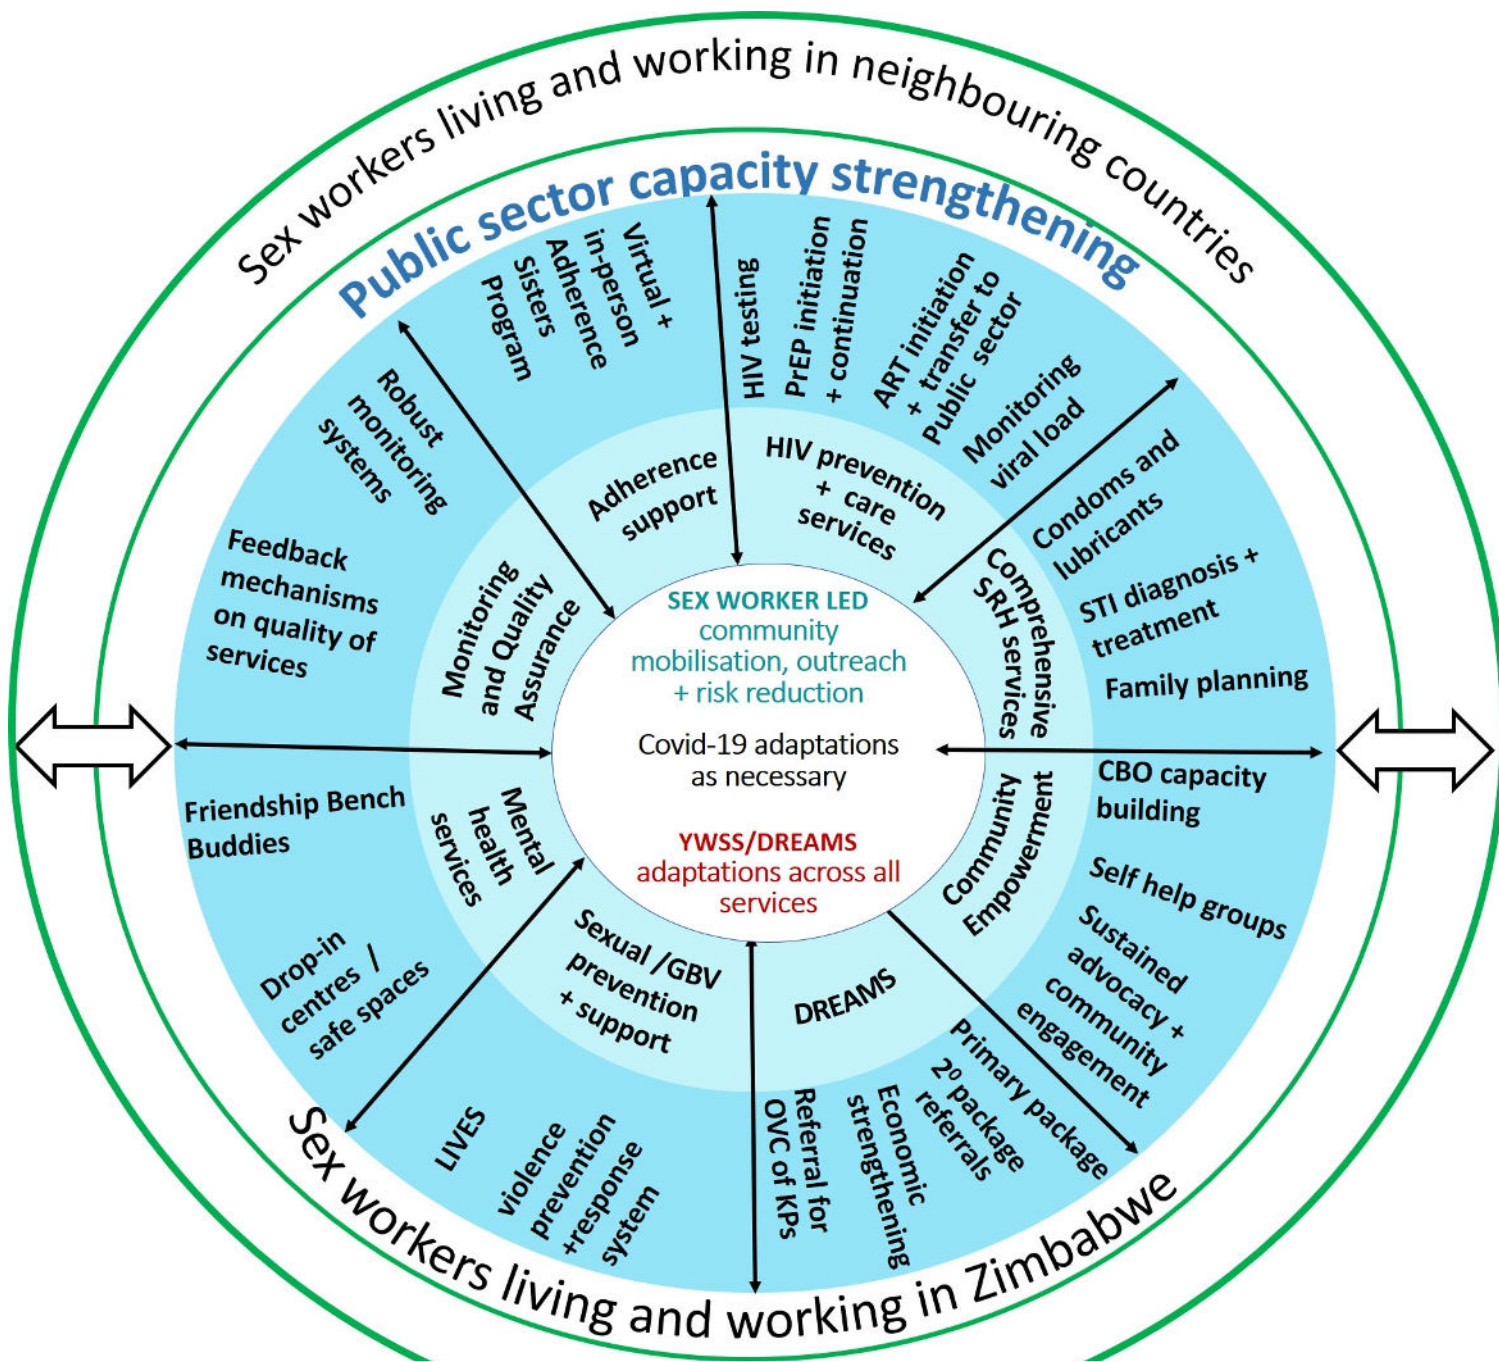 Sex workers living and working in neighbouring countries
Public sector capacity strengthening
Virtual +
in-person
Adherence
Sisters
Program
HIV testing
PrEP initiation
+ continuation
ART initiation
+ transfer to
Public sector
Monitoring
viral load
Condoms and
lubricants
STI diagnosis +
treatment
Family planning
CBO capacity
building
Self help groups
Sustained
advocacy +
community
engagement
Primary package
2⁰ package
referrals
Economic
strengthening
Referral for
OVC of KPs
violence
prevention
+response
system
LIVES
Drop-in
centres /
safe spaces
Friendship Bench
Buddies
Feedback
mechanisms
on quality of
services
Robust
monitoring
systems
Adherence
support
HIV prevention
+ care
services
Comprehensive
SRH services
Community
Empowerment
DREAMS
Sexual /GBV
prevention
+ support
Mental
health
services
Monitoring
and Quality
Assurance
SEX WORKER LED
community
mobilisation, outreach
+ risk reduction
Covid-19 adaptations
as necessary
YWSS/DREAMS
adaptations across all
services
Sex workers living and working in Zimbabwe